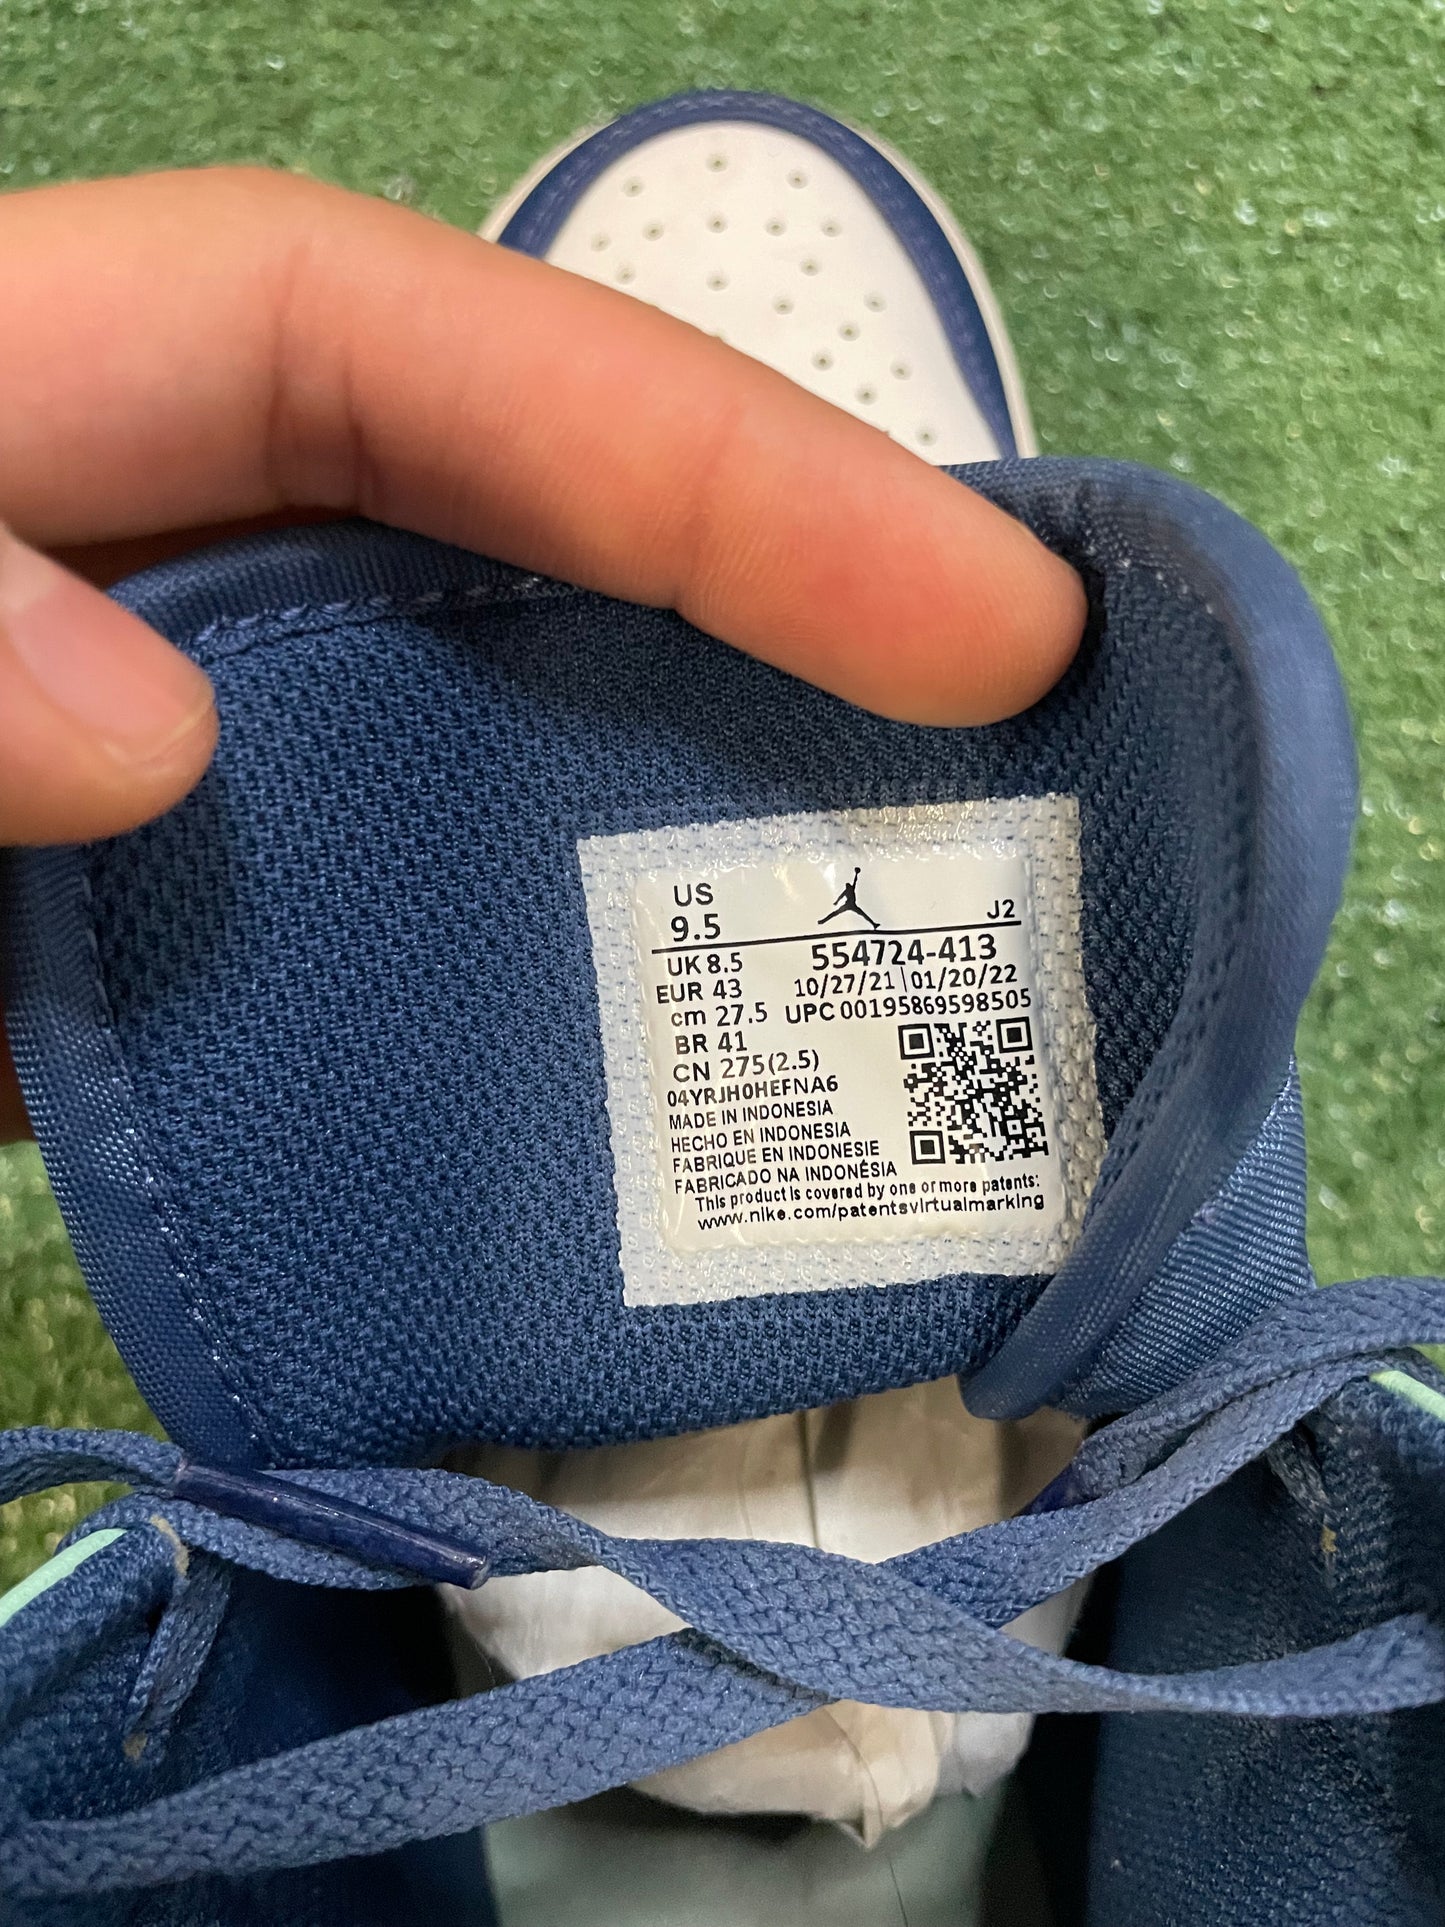 US
9.5
J2
UK 8.5
554724-413
EUR 43
10/27/21 | 01/20/22
cm 27.5
UPC 00195869598505
BR 41
CN 275(2.5)
04YRJH0HEFNA6
MADE IN INDONESIA
HECHO EN INDONESIA
FABRIQUE EN INDONESIE
FABRICADO NA INDONÉSIA
This product is covered by one or more patents:
www.nike.com/patentsvirtualmarking